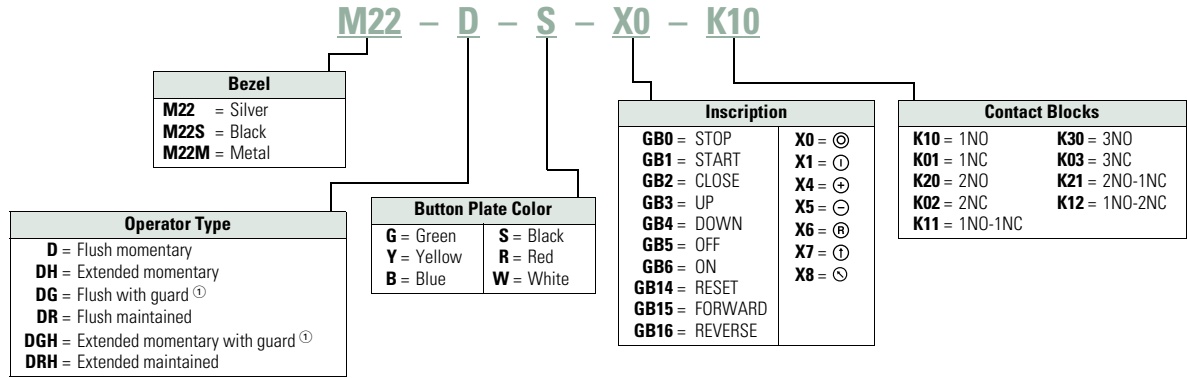 M22 – D – S – X0 – K10
Bezel
M22 = Silver
M22S = Black
M22M = Metal
Operator Type
D = Flush momentary
DH = Extended momentary
DG = Flush with guard ①
DR = Flush maintained
DGH = Extended momentary with guard ①
DRH = Extended maintained
Button Plate Color
G = Green
Y = Yellow
B = Blue
S = Black
R = Red
W = White
Inscription
GB0 = STOP
GB1 = START
GB2 = CLOSE
GB3 = UP
GB4 = DOWN
GB5 = OFF
GB6 = ON
GB14 = RESET
GB15 = FORWARD
GB16 = REVERSE
X0 = ◎
X1 = ⏼
X4 = ⊕
X5 = ⊖
X6 = Ⓡ
X7 = ↑
X8 = ⦸
Contact Blocks
K10 = 1NO
K01 = 1NC
K20 = 2NO
K02 = 2NC
K11 = 1NO-1NC
K30 = 3NO
K03 = 3NC
K21 = 2NO-1NC
K12 = 1NO-2NC